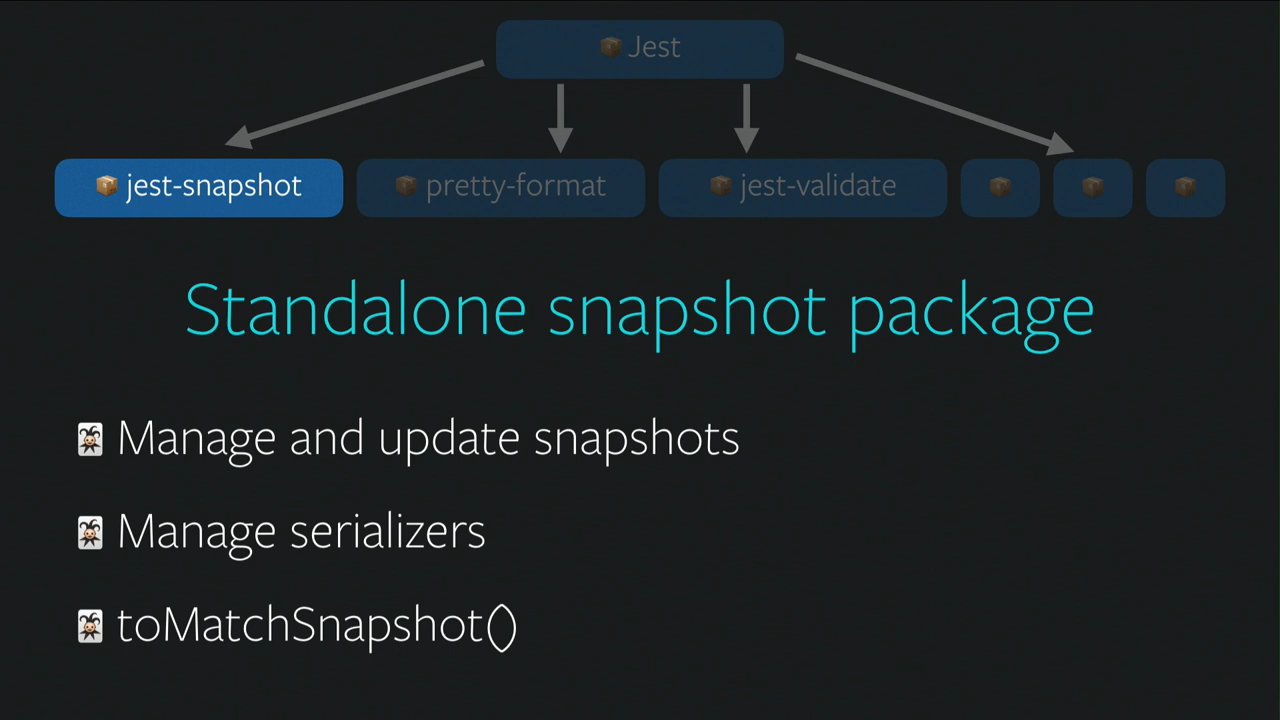 Jest
jest-snapshot
pretty-format
jest-validate
Standalone snapshot package
Manage and update snapshots
Manage serializers
toMatchSnapshot()